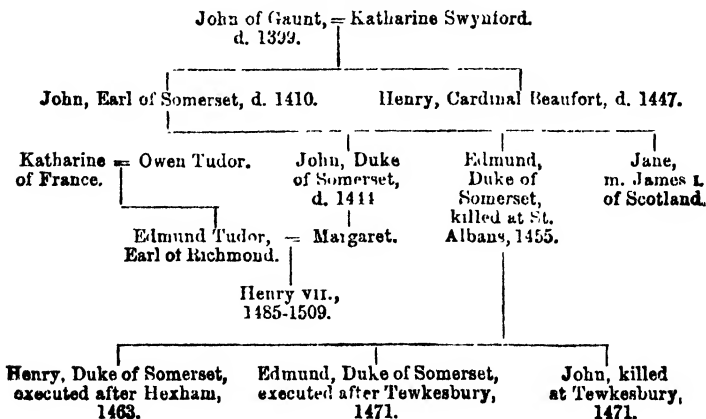 John of Gaunt, = Katharine Swynford.
d. 1399.
John, Earl of Somerset, d. 1410. Henry, Cardinal Beaufort, d. 1447.
Katharine = Owen Tudor. John, Duke Edmund, Jane,
of France. of Somerset, Duke of m. James I.
d. 1444 Somerset, of Scotland.
killed at St.
Edmund Tudor, = Margaret. Albans, 1455.
Earl of Richmond.
Henry VII.,
1485-1509.
Henry, Duke of Somerset, Edmund, Duke of Somerset, John, killed
executed after Hexham, executed after Tewkesbury, at Tewkesbury,
1463. 1471. 1471.